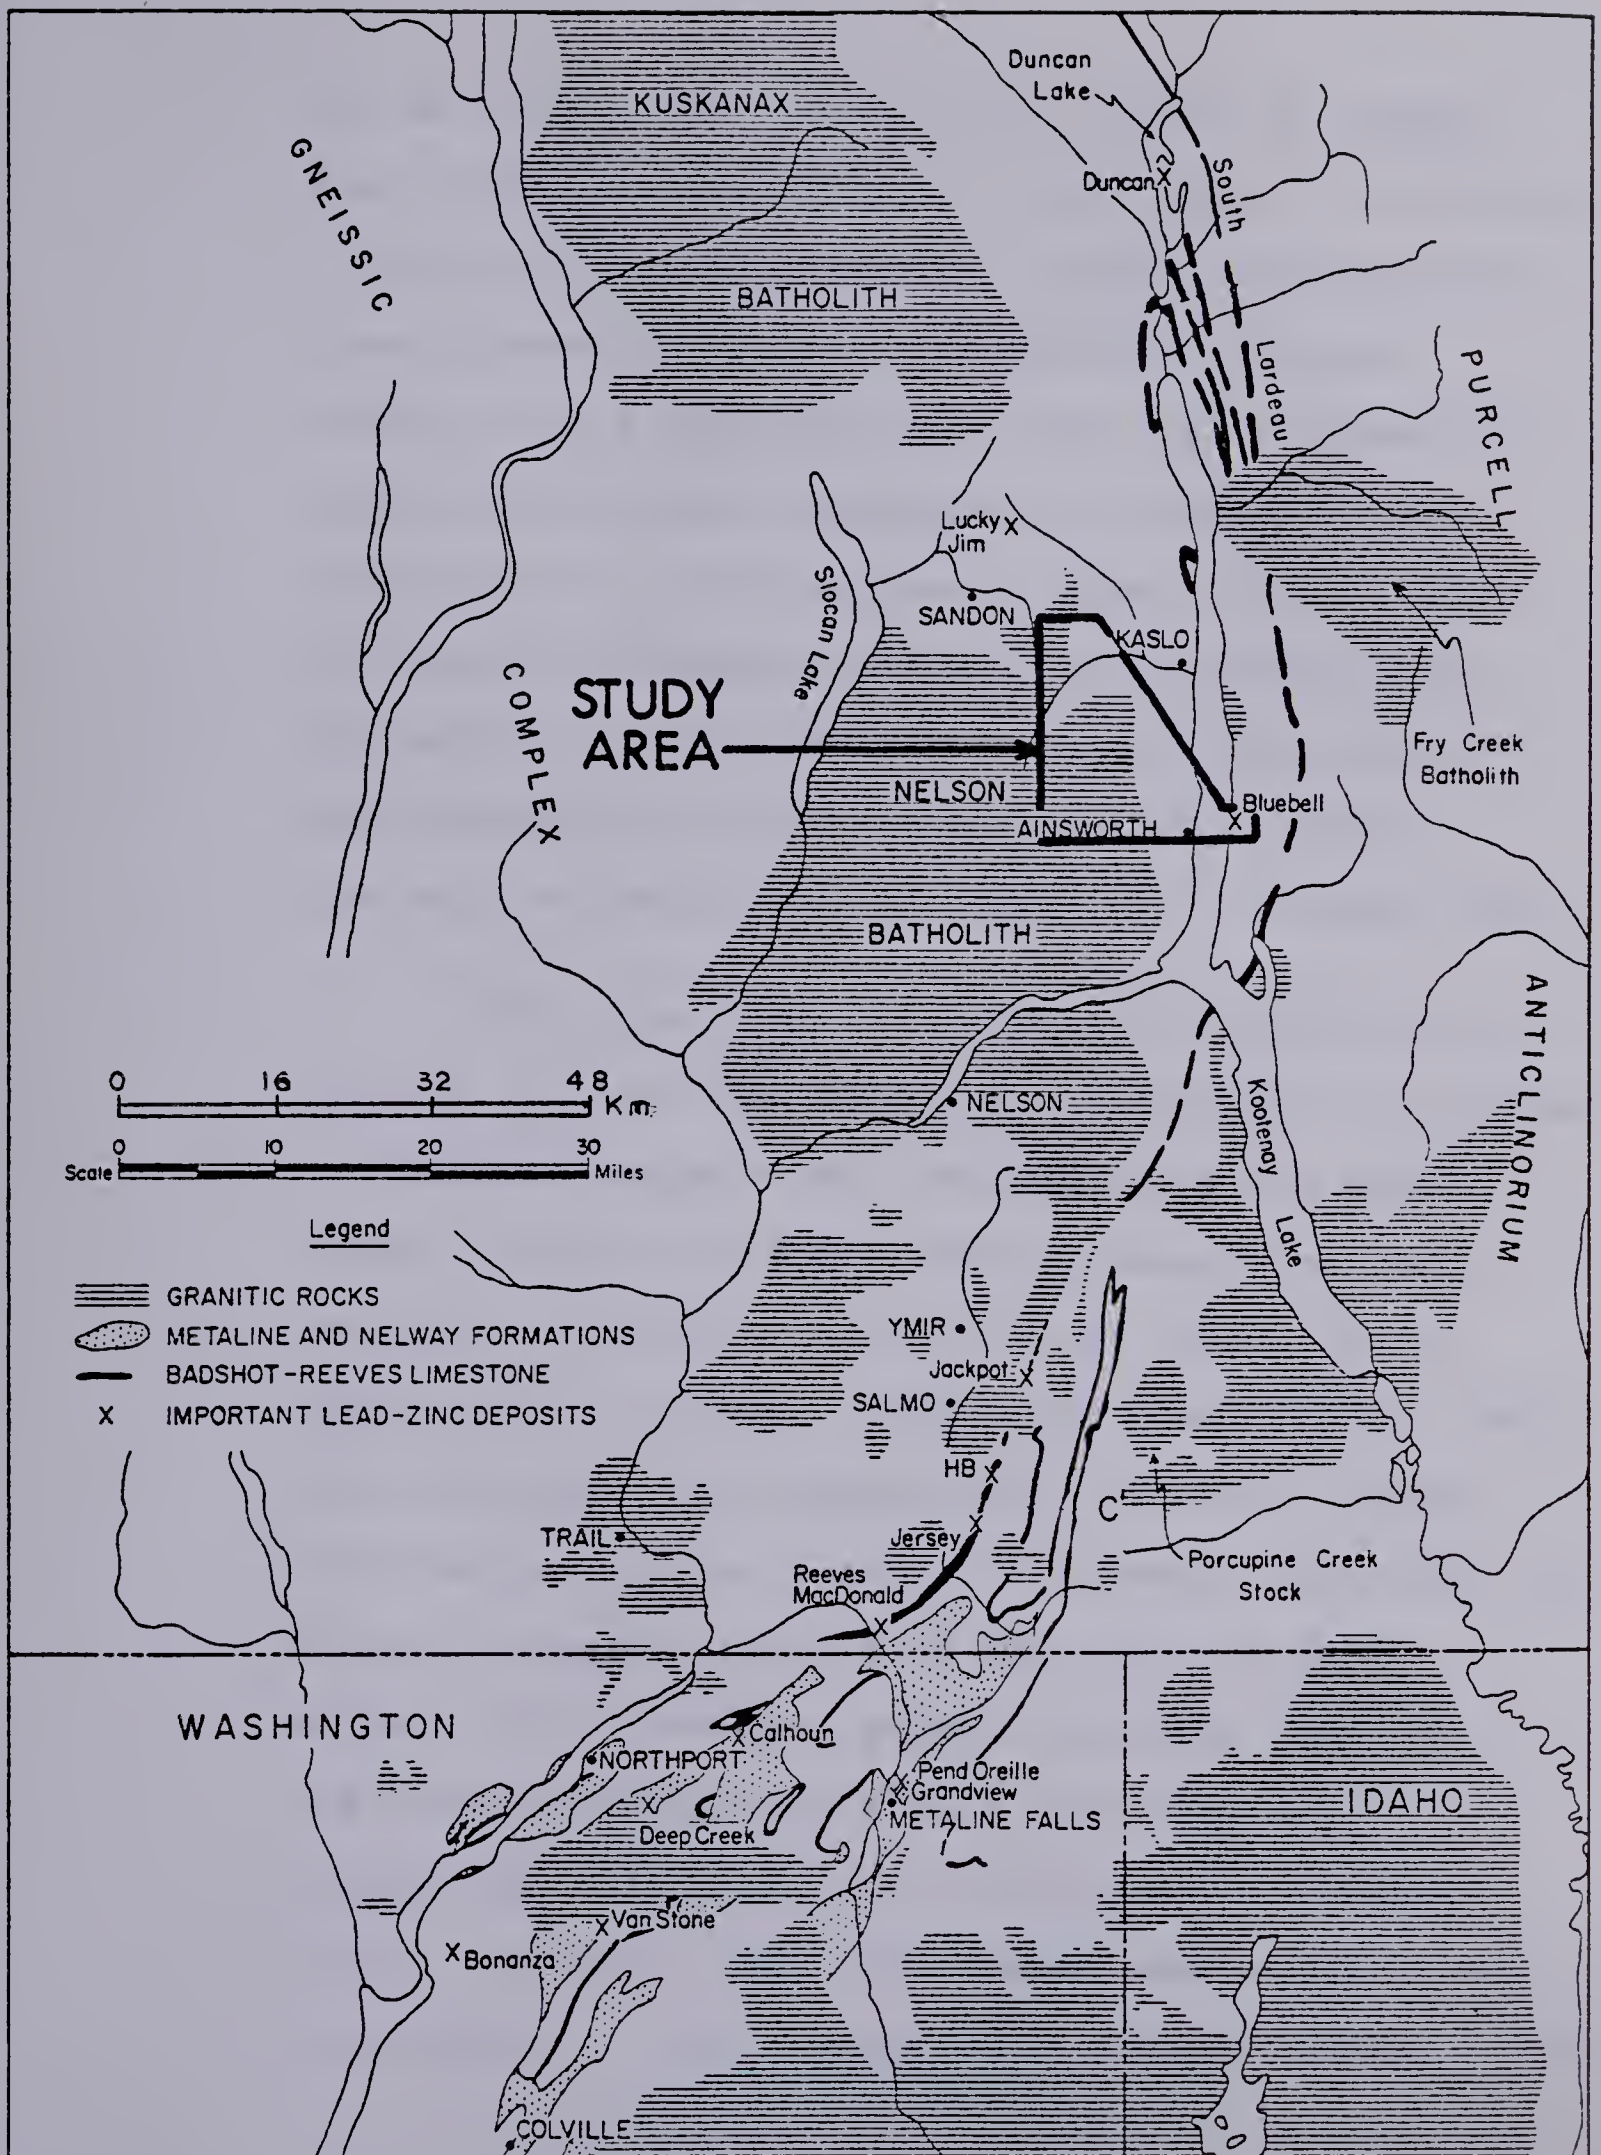 KUSKANAX
Duncan
Lake
GNEISSIC
Duncan
South
BATHOLITH
Lardeau
PURCELL
Lucky
Jim
Slocan Lake
SANDON
KASLO
COMPLEX
STUDY
AREA
Fry Creek
Batholith
NELSON
Bluebell
AINSWORTH
BATHOLITH
ANTICLINORIUM
0 16 32 48
Km.
NELSON
Kootenay
Lake
0 10 20 30
Scale Miles
Legend
GRANITIC ROCKS
METALINE AND NELWAY FORMATIONS
BADSHOT-REEVES LIMESTONE
X IMPORTANT LEAD-ZINC DEPOSITS
YMIR
Jackpot
SALMO
HB
C
TRAIL
Jersey
Reeves
MacDonald
Porcupine Creek
Stock
WASHINGTON
Calhoun
NORTHPORT
Pend Oreille
Grandview
METALINE FALLS
IDAHO
Deep Creek
Van Stone
Bonanza
COLVILLE